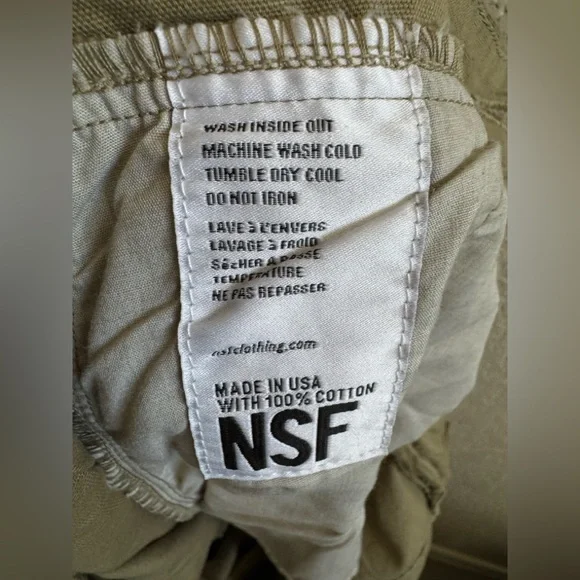 WASH INSIDE OUT
MACHINE WASH COLD
TUMBLE DRY COOL
DO NOT IRON
LAVE à L'ENVERS
LAVAGE à FROID
SéCHER A BASSE
TEMPERATURE
NE PAS REPASSER
nsfclothing.com
MADE IN USA
WITH 100% COTTON
NSF